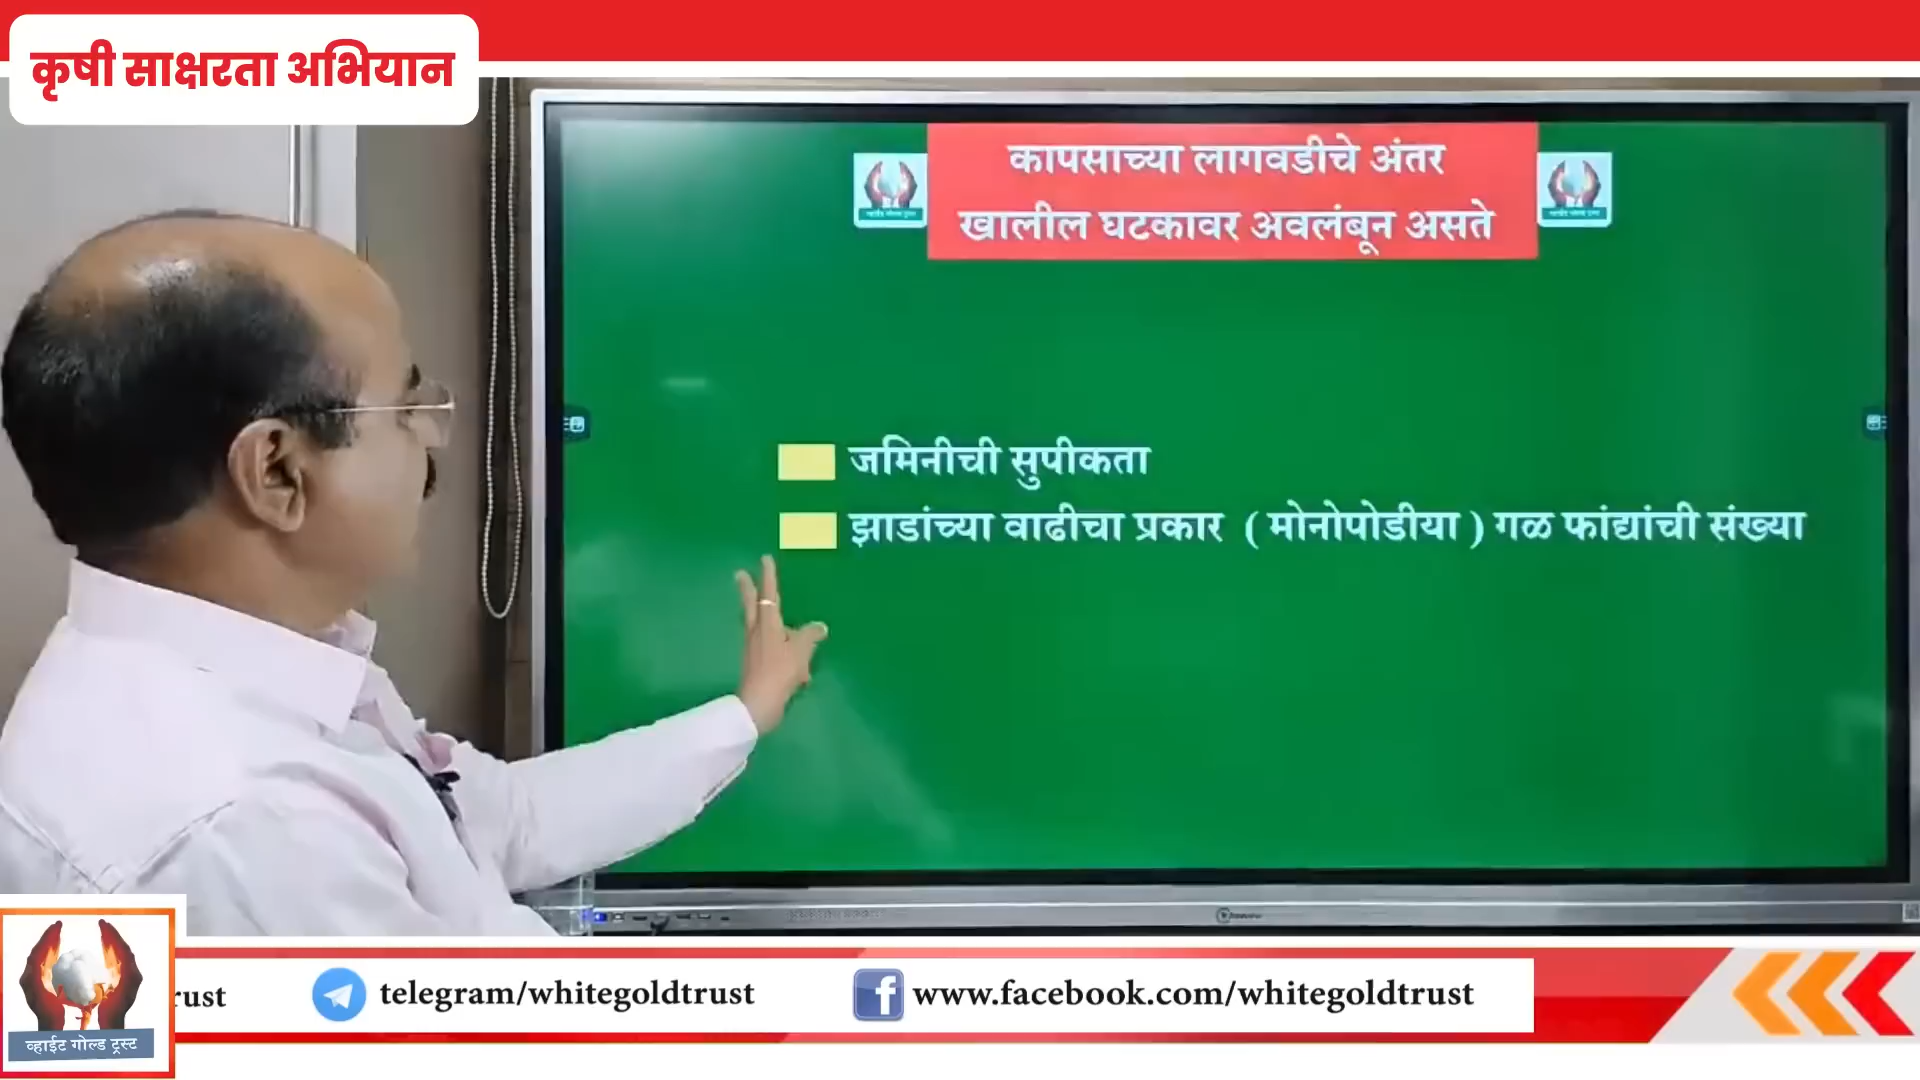 कृषी साक्षरता अभियान
कापसाच्या लागवडीचे अंतर
खालील घटकावर अवलंबून असते
जमिनीची सुपीकता
झाडांच्या वाढीचा प्रकार ( मोनोपोडीया ) गळ फांद्यांची संख्या
व्हाईट गोल्ड ट्रस्ट
rust
telegram/whitegoldtrust
www.facebook.com/whitegoldtrust